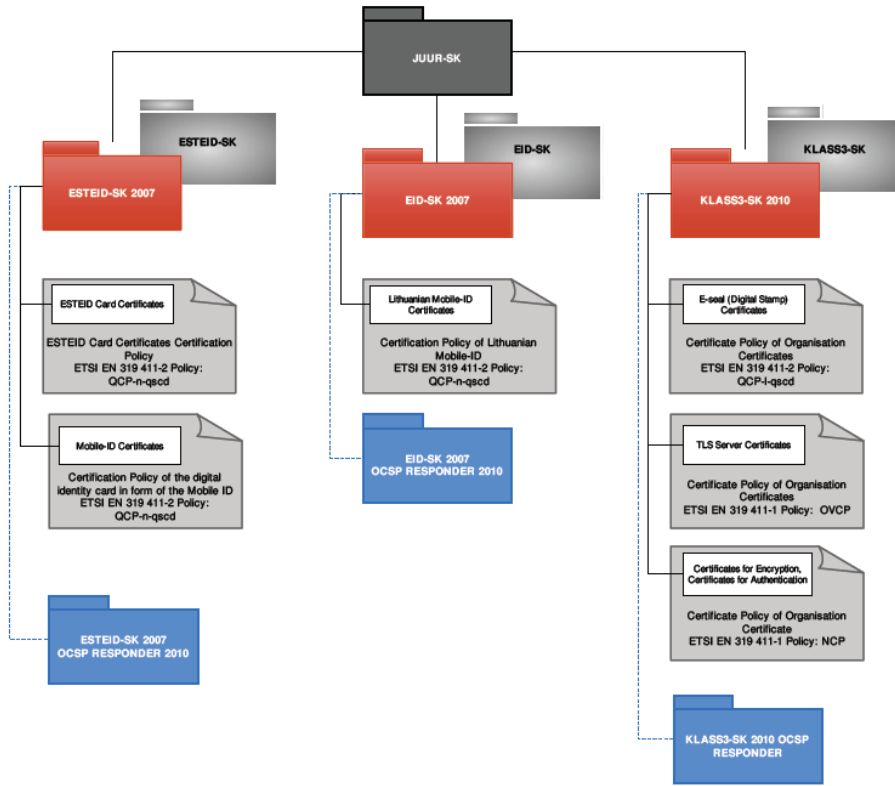 JUUR-SK
ESTEID-SK
ESTEID-SK 2007
EID-SK
EID-SK 2007
KLASS3-SK
KLASS3-SK 2010
ESTEID Card Certificates
ESTEID Card Certificates Certification
Policy
ETSI EN 319 411-2 Policy:
QCP-n-qscd
Mobile-ID Certificates
Certification Policy of the digital
identity card in form of the Mobile ID
ETSI EN 319 411-2 Policy:
QCP-n-qscd
ESTEID-SK 2007
OCSP RESPONDER 2010
Lithuanian Mobile-ID
Certificates
Certification Policy of Lithuanian
Mobile-ID
ETSI EN 319 411-2 Policy:
QCP-n-qscd
EID-SK 2007
OCSP RESPONDER 2010
E-seal (Digital Stamp)
Certificates
Certificate Policy of Organisation
Certificates
ETSI EN 319 411-2 Policy:
QCP-l-qscd
TLS Server Certificates
Certificate Policy of Organisation
Certificates
ETSI EN 319 411-1 Policy: OVCP
Certificates for Encryption,
Certificates for Authentication
Certificate Policy of Organisation
Certificate
ETSI EN 319 411-1 Policy: NCP
KLASS3-SK 2010 OCSP
RESPONDER